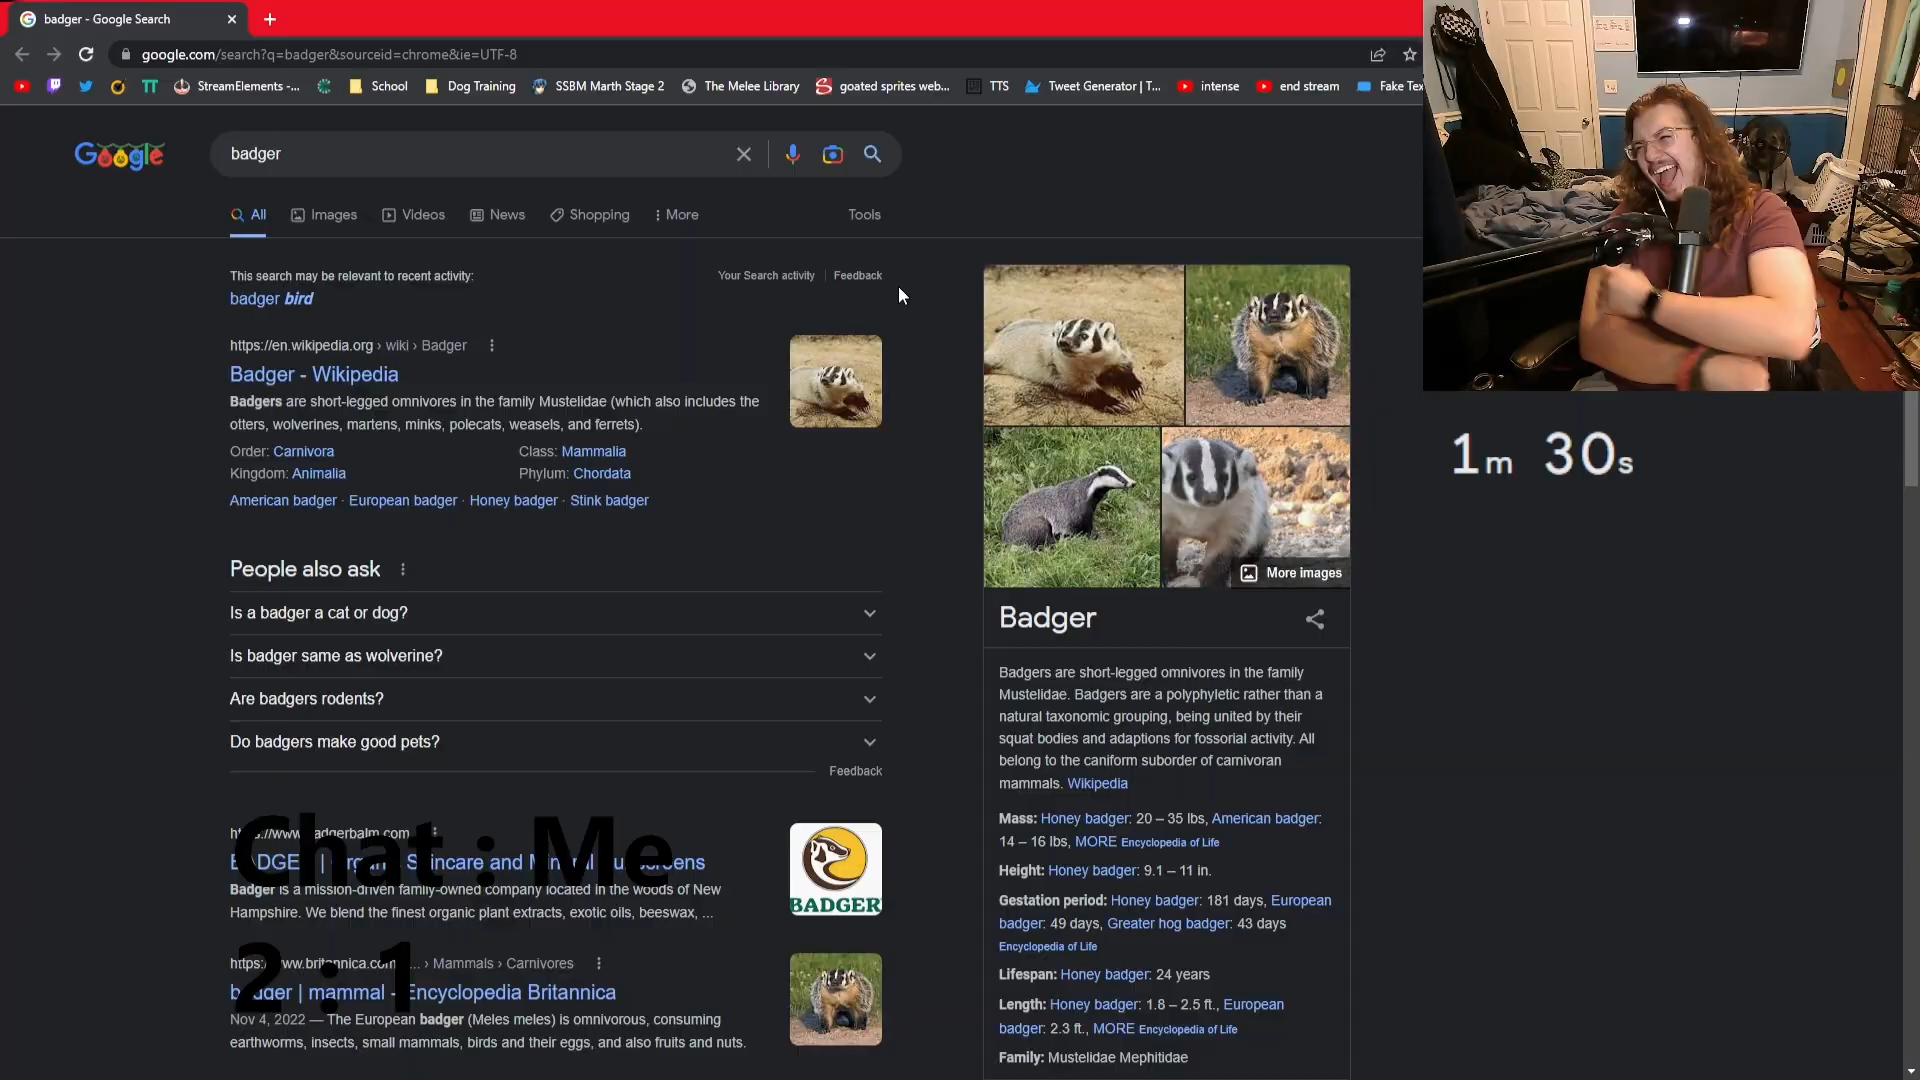 badger - Google Search
google.com/search?q=badger&sourceid=chrome&ie=UTF-8
StreamElements -...
School
Dog Training
SSBM Marth Stage 2
The Melee Library
goated sprites web...
TTS
Tweet Generator | T...
intense
end stream
Fake Tex
Google
badger
All
Images
Videos
News
Shopping
More
Tools
This search may be relevant to recent activity:
Your Search activity
Feedback
badger bird
https://en.wikipedia.org › wiki › Badger
Badger - Wikipedia
Badgers are short-legged omnivores in the family Mustelidae (which also includes the
otters, wolverines, martens, minks, polecats, weasels, and ferrets).
Order: Carnivora
Class: Mammalia
Kingdom: Animalia
Phylum: Chordata
American badger · European badger · Honey badger · Stink badger
People also ask
Is a badger a cat or dog?
Is badger same as wolverine?
Are badgers rodents?
Do badgers make good pets?
Feedback
Chat : Me
2 : 1
Skincare and
Badger is a mission-driven family-owned company located in the woods of New
Hampshire. We blend the finest organic plant extracts, exotic oils, beeswax, ...
BADGER
› Mammals › Carnivores
| mammal - Encyclopedia Britannica
Nov 4, 2022 — The European badger (Meles meles) is omnivorous, consuming
earthworms, insects, small mammals, birds and their eggs, and also fruits and nuts.
More images
Badger
Badgers are short-legged omnivores in the family
Mustelidae. Badgers are a polyphyletic rather than a
natural taxonomic grouping, being united by their
squat bodies and adaptions for fossorial activity. All
belong to the caniform suborder of carnivoran
mammals. Wikipedia
Mass: Honey badger: 20 – 35 lbs, American badger:
14 – 16 lbs, MORE Encyclopedia of Life
Height: Honey badger: 9.1 – 11 in.
Gestation period: Honey badger: 181 days, European
badger: 49 days, Greater hog badger: 43 days
Encyclopedia of Life
Lifespan: Honey badger: 24 years
Length: Honey badger: 1.8 – 2.5 ft., European
badger: 2.3 ft., MORE Encyclopedia of Life
Family: Mustelidae Mephitidae
1m 30s